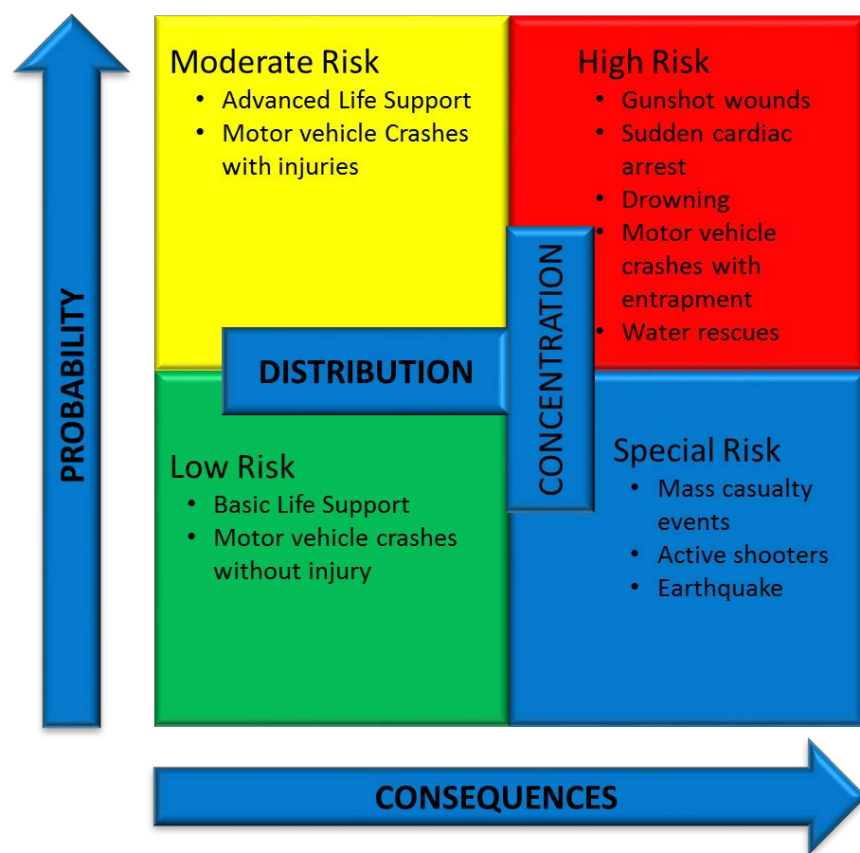 Moderate Risk
• Advanced Life Support
• Motor vehicle Crashes
with injuries
High Risk
• Gunshot wounds
• Sudden cardiac
arrest
• Drowning
• Motor vehicle
crashes with
entrapment
• Water rescues
PROBABILITY
DISTRIBUTION
CONCENTRATION
Low Risk
• Basic Life Support
• Motor vehicle crashes
without injury
Special Risk
• Mass casualty
events
• Active shooters
• Earthquake
CONSEQUENCES